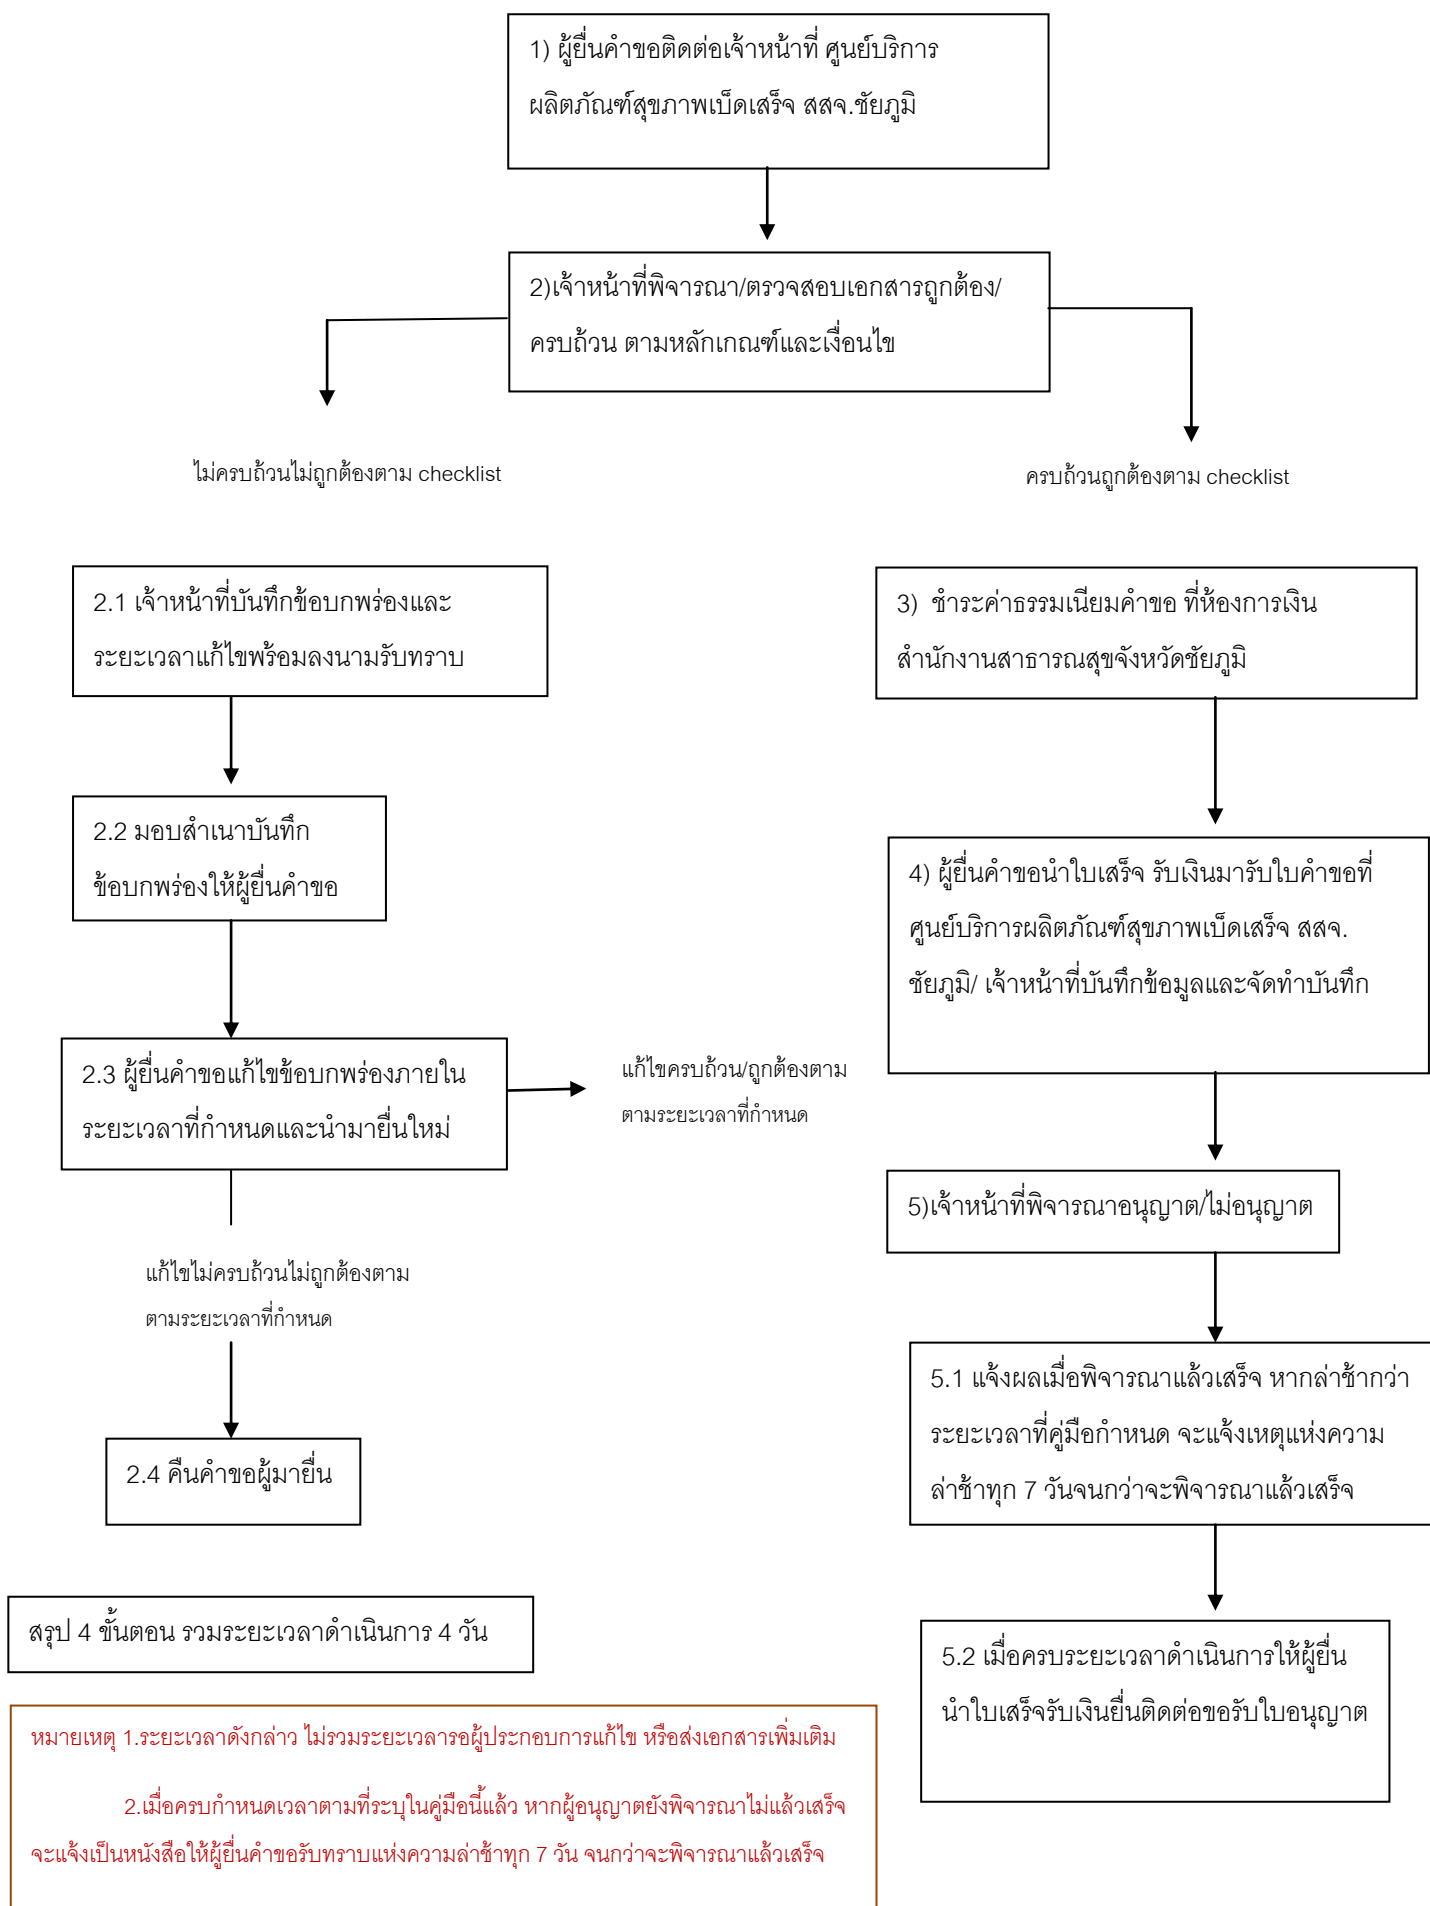 1) ผู้ยื่นคำขอติดต่อเจ้าหน้าที่ ศูนย์บริการ
ผลิตภัณฑ์สุขภาพเบ็ดเสร็จ สสจ.ชัยภูมิ
2)เจ้าหน้าที่พิจารณา/ตรวจสอบเอกสารถูกต้อง/
ครบถ้วน ตามหลักเกณฑ์และเงื่อนไข
ไม่ครบถ้วนไม่ถูกต้องตาม checklist
ครบถ้วนถูกต้องตาม checklist
2.1 เจ้าหน้าที่บันทึกข้อบกพร่องและ
ระยะเวลาแก้ไขพร้อมลงนามรับทราบ
2.2 มอบสำเนาบันทึก
ข้อบกพร่องให้ผู้ยื่นคำขอ
2.3 ผู้ยื่นคำขอแก้ไขข้อบกพร่องภายใน
ระยะเวลาที่กำหนดและนำมายื่นใหม่
แก้ไขครบถ้วน/ถูกต้องตาม
ตามระยะเวลาที่กำหนด
แก้ไขไม่ครบถ้วนไม่ถูกต้องตาม
ตามระยะเวลาที่กำหนด
2.4 คืนคำขอผู้มายื่น
3)  ชำระค่าธรรมเนียมคำขอ ที่ห้องการเงิน
สำนักงานสาธารณสุขจังหวัดชัยภูมิ
4) ผู้ยื่นคำขอนำใบเสร็จ รับเงินมารับใบคำขอที่
ศูนย์บริการผลิตภัณฑ์สุขภาพเบ็ดเสร็จ สสจ.
ชัยภูมิ/ เจ้าหน้าที่บันทึกข้อมูลและจัดทำบันทึก
5)เจ้าหน้าที่พิจารณาอนุญาต/ไม่อนุญาต
5.1 แจ้งผลเมื่อพิจารณาแล้วเสร็จ หากล่าช้ากว่า
ระยะเวลาที่คู่มือกำหนด จะแจ้งเหตุแห่งความ
ล่าช้าทุก 7 วันจนกว่าจะพิจารณาแล้วเสร็จ
5.2 เมื่อครบระยะเวลาดำเนินการให้ผู้ยื่น
นำใบเสร็จรับเงินยื่นติดต่อขอรับใบอนุญาต
สรุป 4 ขั้นตอน รวมระยะเวลาดำเนินการ 4 วัน
หมายเหตุ 1.ระยะเวลาดังกล่าว ไม่รวมระยะเวลารอผู้ประกอบการแก้ไข หรือส่งเอกสารเพิ่มเติม
2.เมื่อครบกำหนดเวลาตามที่ระบุในคู่มือนี้แล้ว หากผู้อนุญาตยังพิจารณาไม่แล้วเสร็จ
จะแจ้งเป็นหนังสือให้ผู้ยื่นคำขอรับทราบแห่งความล่าช้าทุก 7 วัน จนกว่าจะพิจารณาแล้วเสร็จ